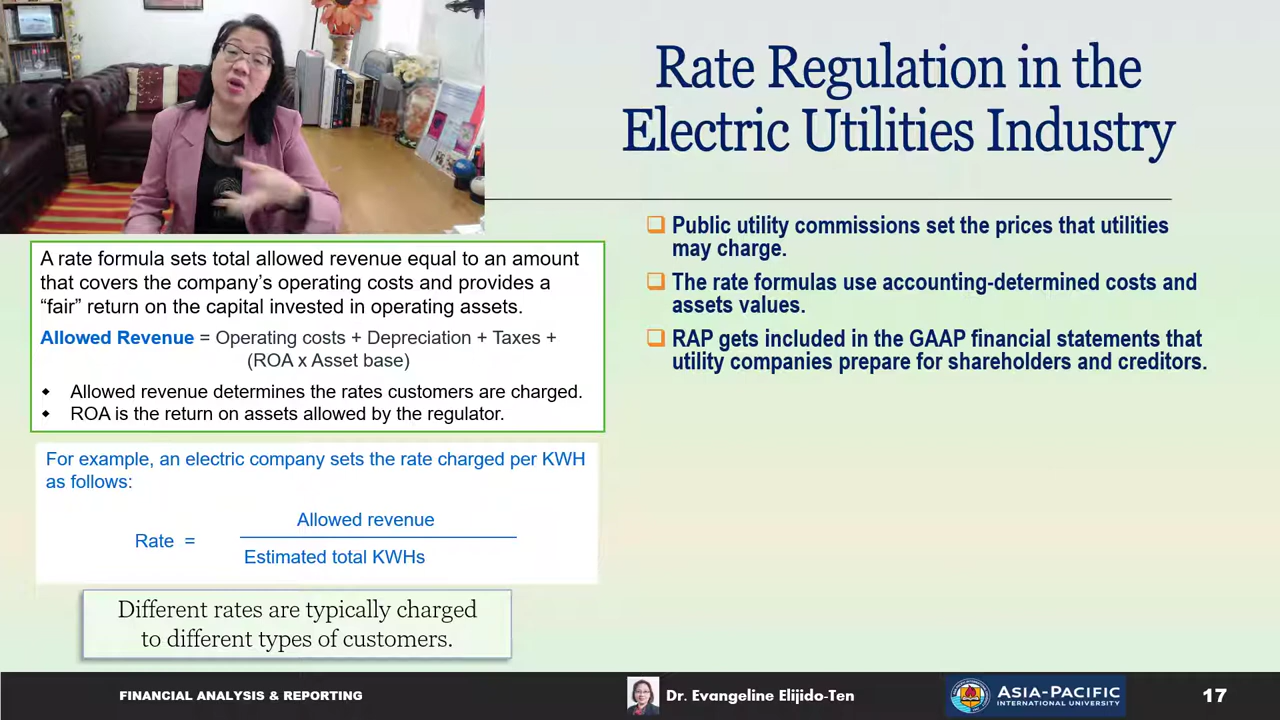 Rate Regulation in the
Electric Utilities Industry
A rate formula sets total allowed revenue equal to an amount
that covers the company's operating costs and provides a
“fair” return on the capital invested in operating assets.
Allowed Revenue = Operating costs + Depreciation + Taxes +
(ROA x Asset base)
◆ Allowed revenue determines the rates customers are charged.
◆ ROA is the return on assets allowed by the regulator.
For example, an electric company sets the rate charged per KWH
as follows:
Allowed revenue
Rate =
Estimated total KWHs
Different rates are typically charged
to different types of customers.
❑ Public utility commissions set the prices that utilities
may charge.
❑ The rate formulas use accounting-determined costs and
assets values.
❑ RAP gets included in the GAAP financial statements that
utility companies prepare for shareholders and creditors.
FINANCIAL ANALYSIS & REPORTING
Dr. Evangeline Elijido-Ten
ASIA-PACIFIC
INTERNATIONAL UNIVERSITY
17